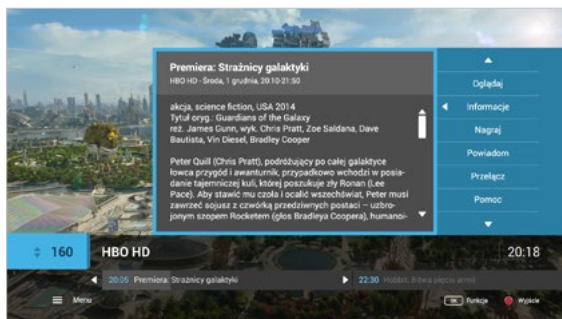 Premiera: Strażnicy galaktyki
HBO HD - Środa, 1 grudnia, 20:10-21:50
akcja, science fiction, USA 2014
Tytuł oryg.: Guardians of the Galaxy
reż. James Gunn, wyk. Chris Pratt, Zoe Saldana, Dave
Bautista, Vin Diesel, Bradley Cooper
Peter Quill (Chris Pratt), podróżujący po całej galaktyce
łowca przygód i awanturnik, przypadkowo wchodzi w posia-
danie tajemniczej kuli, której poszukuje zły Ronan (Lee
Pace). Aby stawić mu czoła i ocalić wszechświat, Peter musi
zawrzeć sojusz z czwórką przedziwnych postaci – uzbro-
jonym szopem Rocketem (głos Bradleya Coopera), humanoi-
Oglądaj
Informacje
Nagraj
Powiadom
Przełącz
Pomoc
160 HBO HD 20:18
20:05 Premiera: Strażnicy galaktyki 22:30 Hobbit: Bitwa pięciu armii
Menu OK Funkcje Wyjście